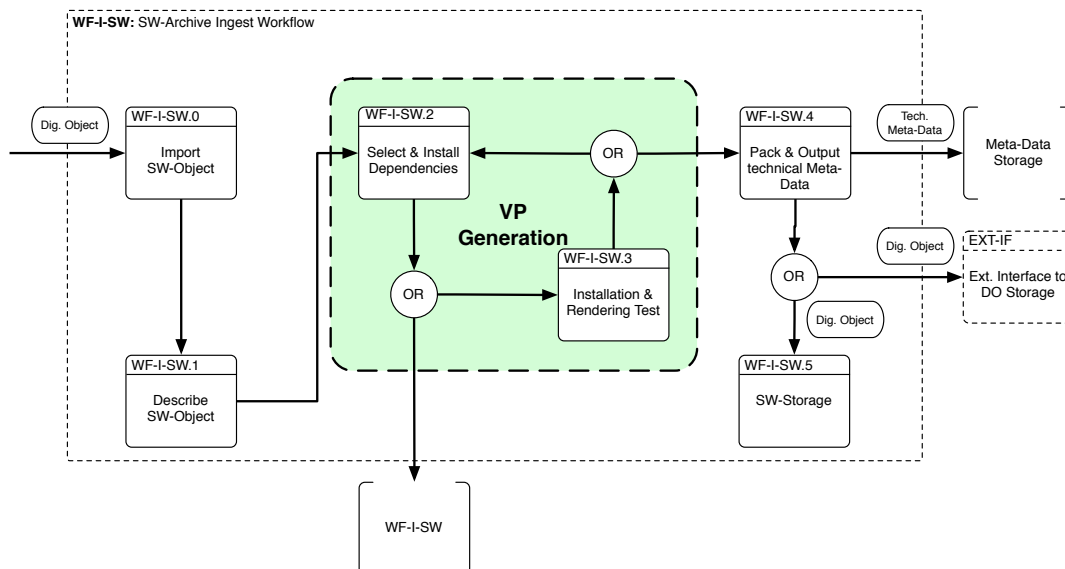 WF-I-SW: SW-Archive Ingest Workflow
Dig. Object
WF-I-SW.0
Import
SW-Object
WF-I-SW.1
Describe
SW-Object
WF-I-SW.2
Select & Install
Dependencies
VP
Generation
OR
OR
WF-I-SW.3
Installation &
Rendering Test
WF-I-SW
WF-I-SW.4
Pack & Output
technical Meta-
Data
Tech.
Meta-Data
Meta-Data
Storage
OR
Dig. Object
EXT-IF
Ext. Interface to
DO Storage
Dig. Object
WF-I-SW.5
SW-Storage